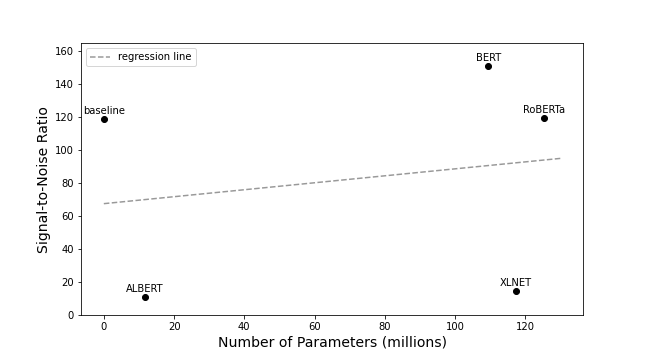 regression line
BERT
RoBERTa
baseline
ALBERT
XLNET
160
140
120
100
80
60
40
20
0
0 20 40 60 80 100 120
Signal-to-Noise Ratio
Number of Parameters (millions)